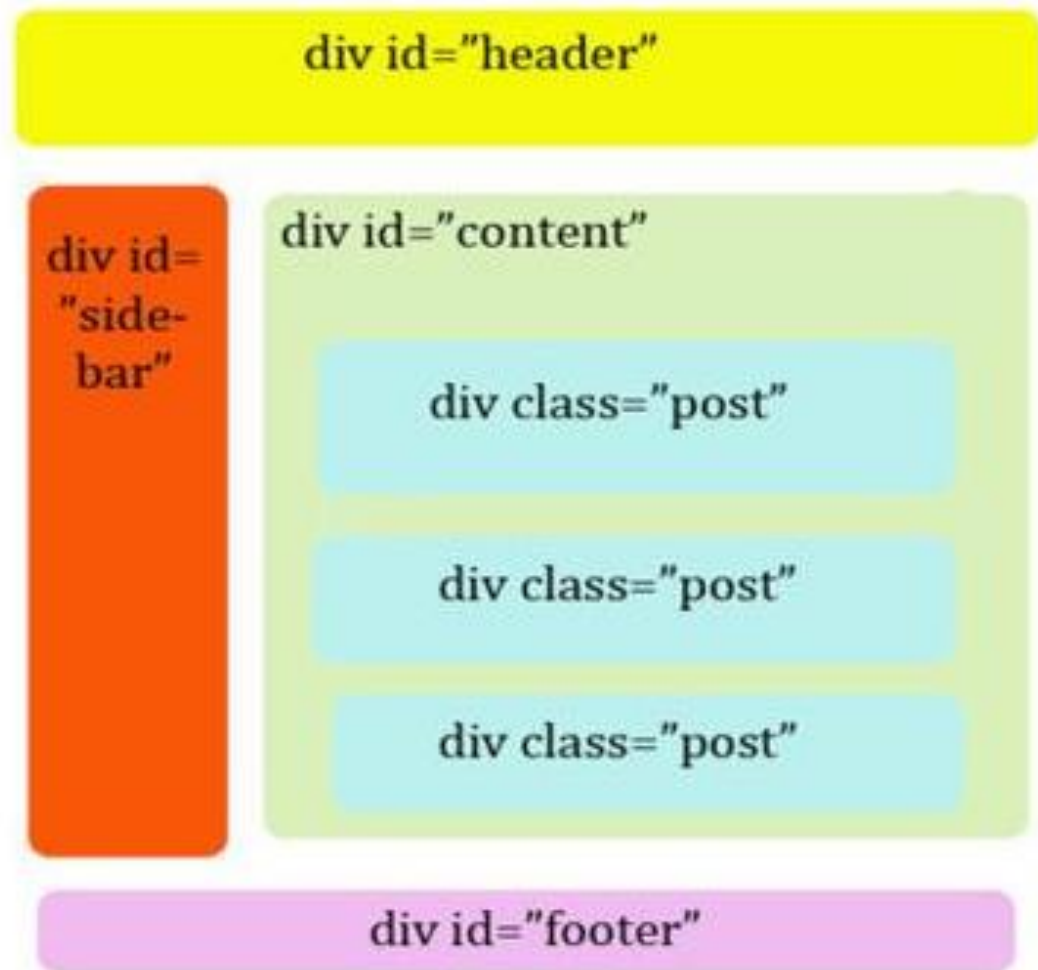 div id=”header”
div id=
”side-
bar”
div id=”content”
div class=”post”
div class=”post”
div class=”post”
div id=”footer”